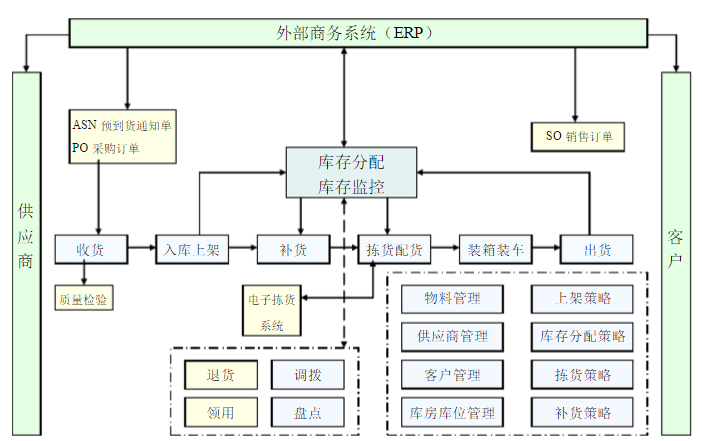 外部商务系统（ERP）
ASN 预到货通知单
PO 采购订单
SO 销售订单
库存分配
库存监控
供应商
客户
收货
入库上架
补货
拣货配货
装箱装车
出货
质量检验
电子拣货
系统
物料管理
上架策略
供应商管理
库存分配策略
客户管理
拣货策略
库房库位管理
补货策略
退货
调拨
领用
盘点